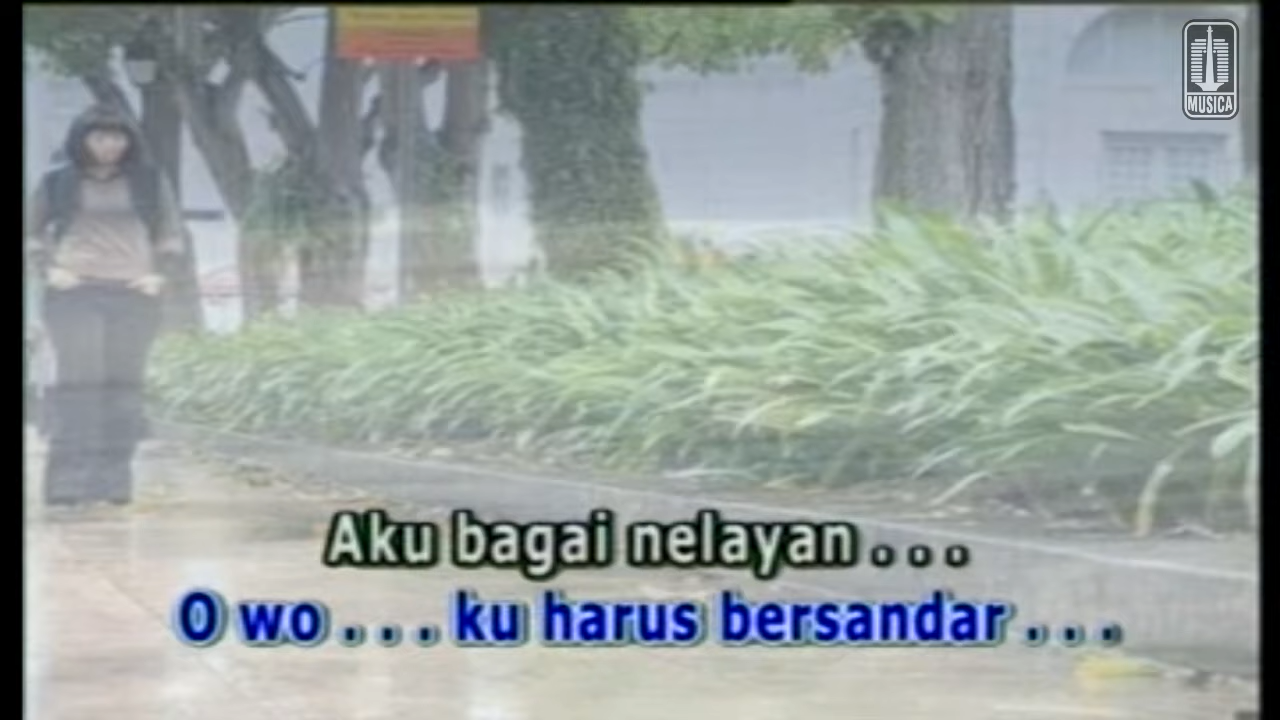 MUSICA
Aku bagai nelayan . . .
O wo . . . ku harus bersandar . . .